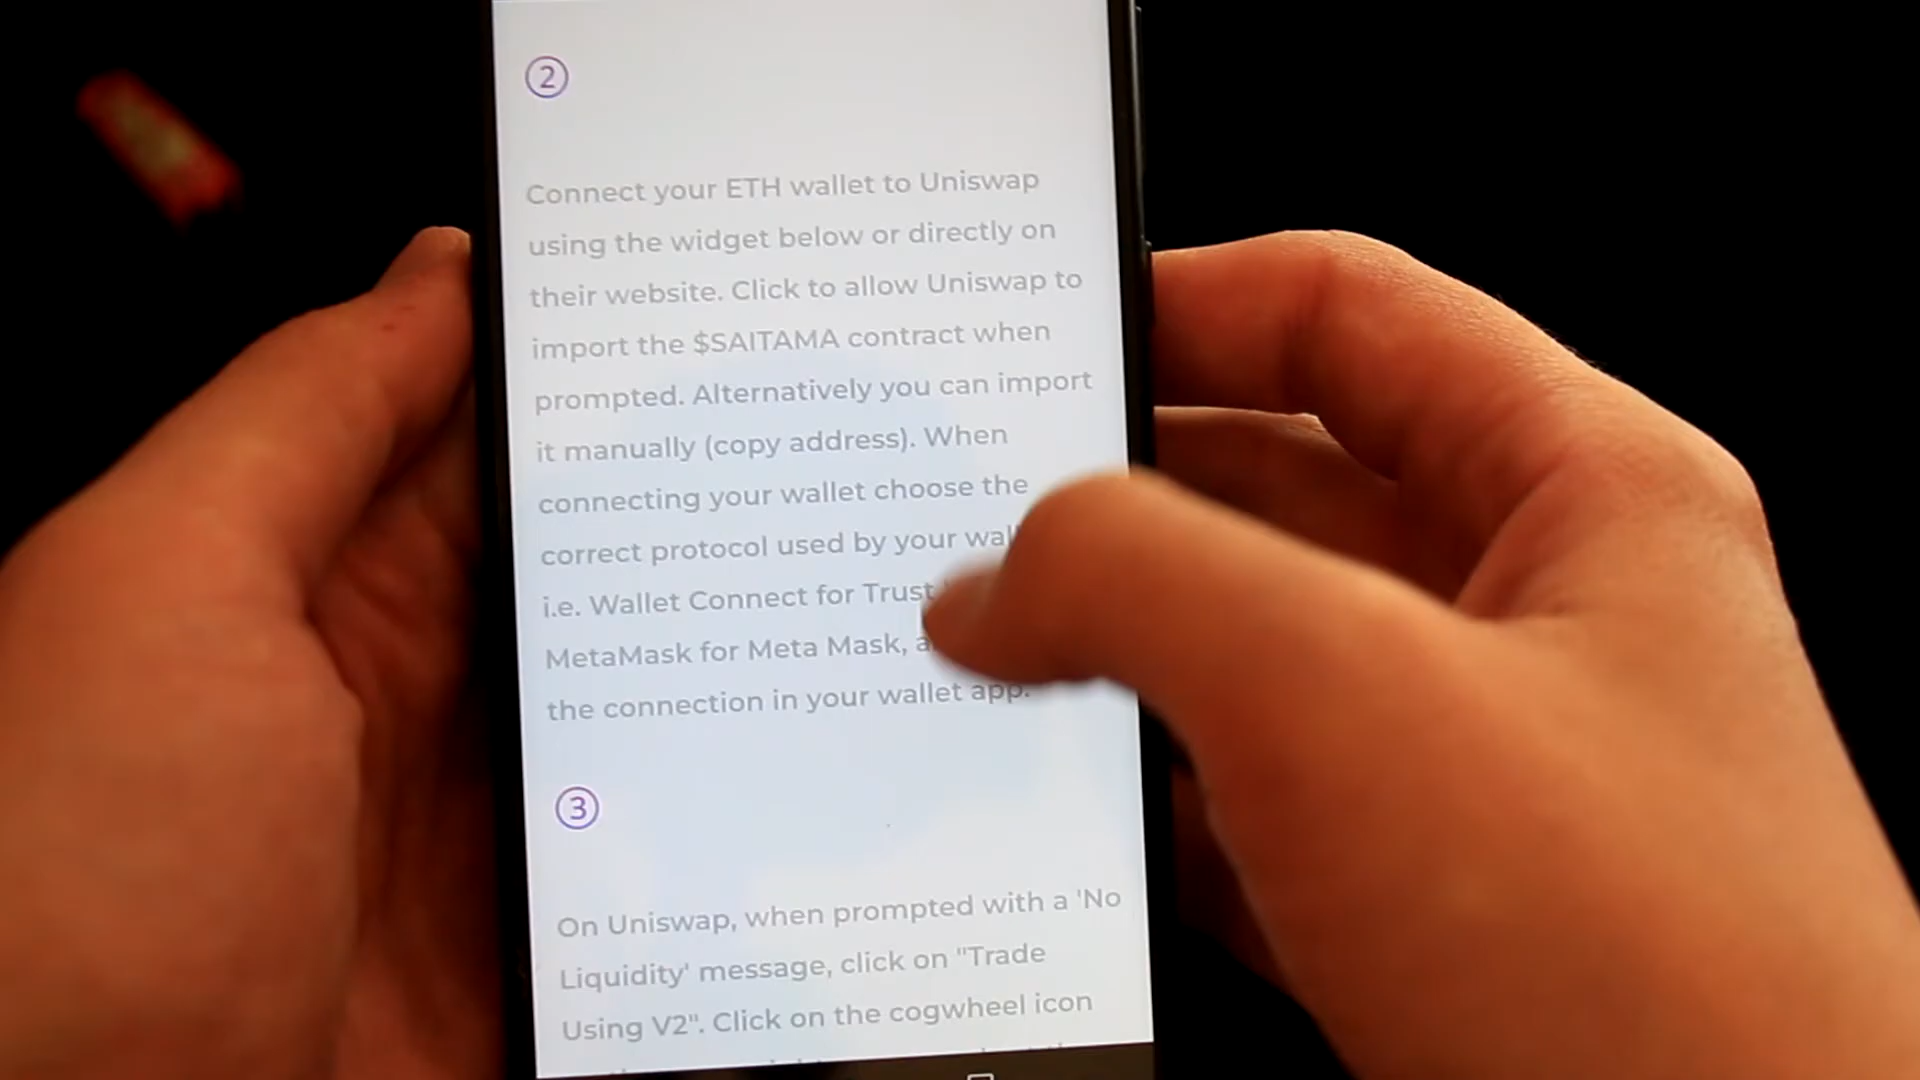 2
Connect your ETH wallet to Uniswap
using the widget below or directly on
their website. Click to allow Uniswap to
import the $SAITAMA contract when
prompted. Alternatively you can import
it manually (copy address). When
connecting your wallet choose the
correct protocol used by your
i.e. Wallet Connect for Trust
MetaMask for Meta Mask,
the connection in your wallet app.
3
On Uniswap, when prompted with a 'No
Liquidity' message, click on "Trade
Using V2". Click on the cogwheel icon